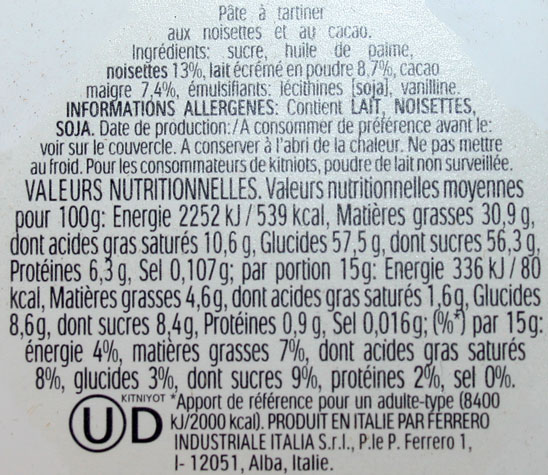 Pâte à tartiner
aux noisettes et au cacao.
Ingrédients: sucre, huile de palme,
noisettes 13%, lait écrémé en poudre 8,7%, cacao
maigre 7,4%, émulsifiants: lécithines [soja], vanilline.
INFORMATIONS ALLERGENES: Contient LAIT, NOISETTES,
SOJA. Date de production:/A consommer de préférence avant le:
voir sur le couvercle. A conserver à l'abri de la chaleur. Ne pas mettre
au froid. Pour les consommateurs de kitniots, poudre de lait non surveillée.
VALEURS NUTRITIONNELLES. Valeurs nutritionnelles moyennes
pour 100g: Energie 2252 kJ / 539 kcal, Matières grasses 30,9 g,
dont acides gras saturés 10,6 g, Glucides 57,5 g, dont sucres 56,3 g,
Protéines 6,3 g, Sel 0,107 g; par portion 15g: Energie 336 kJ / 80
kcal, Matières grasses 4,6g, dont acides gras saturés 1,6g, Glucides
8,6g, dont sucres 8,4g, Protéines 0,9 g, Sel 0,016g; (%*) par 15g:
énergie 4%, matières grasses 7%, dont acides gras saturés
8%, glucides 3%, dont sucres 9%, protéines 2%, sel 0%.
KITNIYOT *Apport de référence pour un adulte-type (8400
U D kJ/2000 kcal). PRODUIT EN ITALIE PAR FERRERO
INDUSTRIALE ITALIA S.r.l., P.le P. Ferrero 1,
I- 12051, Alba, Italie.